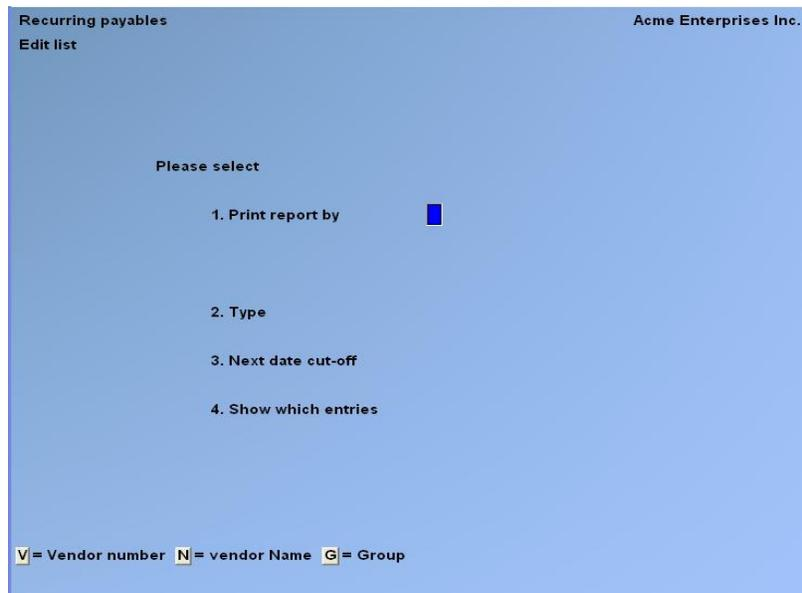 Recurring payables Acme Enterprises Inc.
Edit list
Please select
1. Print report by
2. Type
3. Next date cut-off
4. Show which entries
V = Vendor number N = vendor Name G = Group